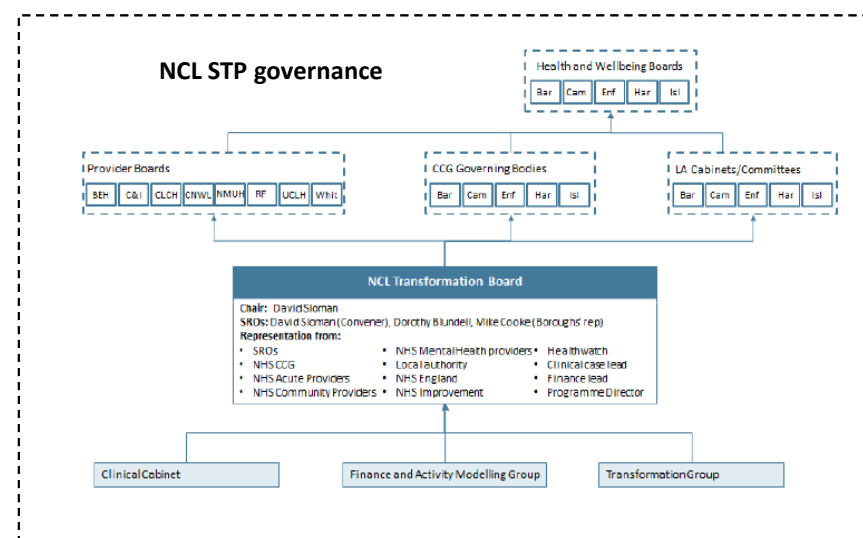 NCL STP governance
Health and Wellbeing Boards
Bar Cam Enf Har Isl
Provider Boards
BEH C&I CLCH CNWL NMUH RF UCLH Whit
CCG Governing Bodies
Bar Cam Enf Har Isl
LA Cabinets/Committees
Bar Cam Enf Har Isl
NCL Transformation Board
Chair: David Sloman
SROs: David Sloman (Convener), Dorothy Blundell, Mike Cooke (Boroughs' rep)
Representation from:
• SROs
• NHS CCG
• NHS Acute Providers
• NHS Community Providers
• NHS Mental Health providers
• Local authority
• NHS England
• NHS Improvement
• Healthwatch
• Clinical case lead
• Finance lead
• Programme Director
Clinical Cabinet
Finance and Activity Modelling Group
Transformation Group